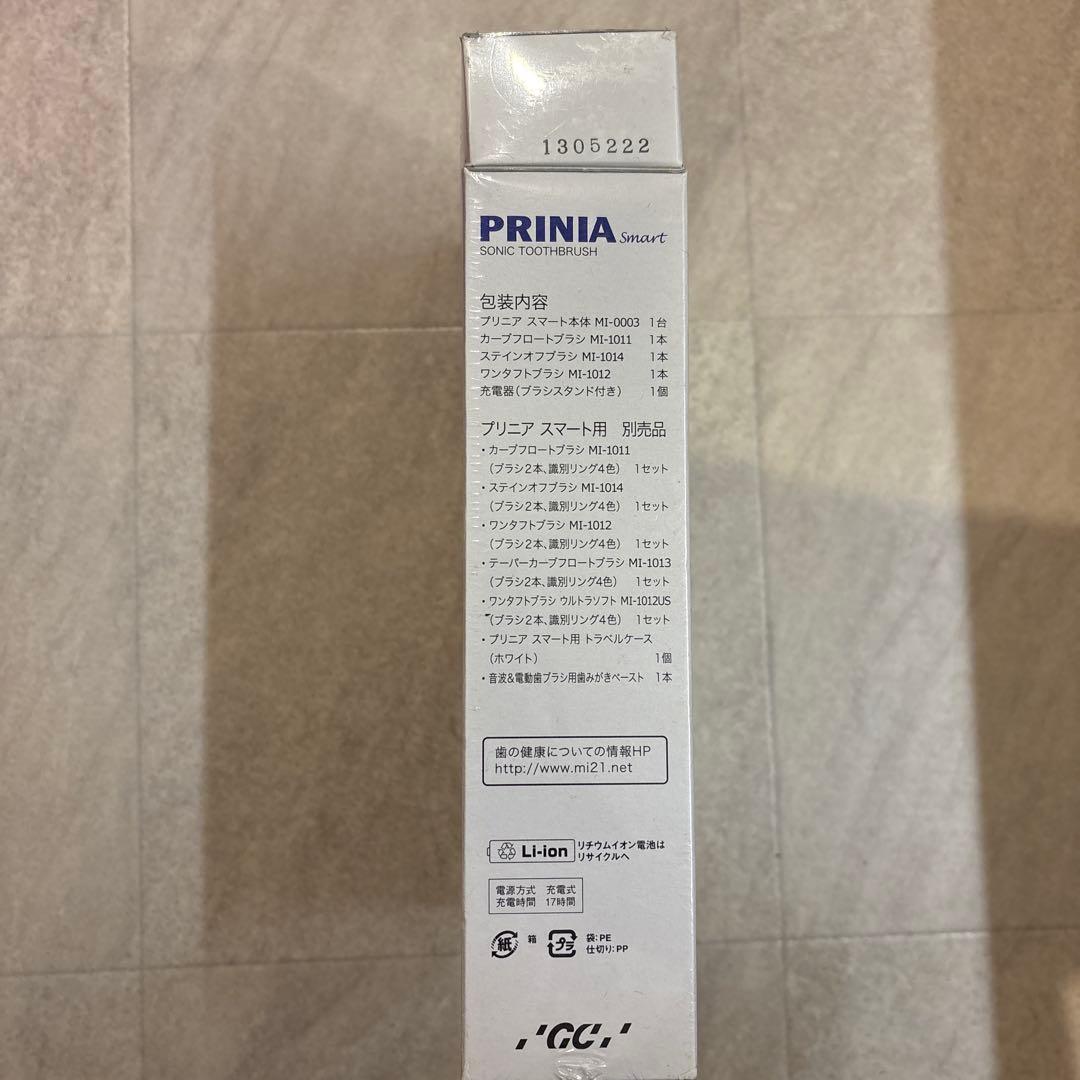 1305222
PRINIA Smart
SONIC TOOTHBRUSH
包装内容
プリニア スマート本体 MI-0003 1台
カーブフロートブラシ MI-1011 1本
ステインオフブラシ MI-1014 1本
ワンタフトブラシ MI-1012 1本
充電器(ブラシスタンド付き) 1個
プリニア スマート用 別売品
・カーブフロートブラシ MI-1011
(ブラシ2本、識別リング4色) 1セット
・ステインオフブラシ MI-1014
(ブラシ2本、識別リング4色) 1セット
・ワンタフトブラシ MI-1012
(ブラシ2本、識別リング4色) 1セット
・テーパーカーブフロートブラシ MI-1013
(ブラシ2本、識別リング4色) 1セット
・ワンタフトブラシ ウルトラソフト MI-1012US
(ブラシ2本、識別リング4色) 1セット
・プリニア スマート用 トラベルケース
(ホワイト) 1個
・音波&電動歯ブラシ用歯みがきペースト 1本
歯の健康についての情報HP
http://www.mi21.net
Li-ion リチウムイオン電池は
リサイクルへ
電源方式 充電式
充電時間 17時間
紙 箱 プラ 袋:PE
仕切り:PP
GC